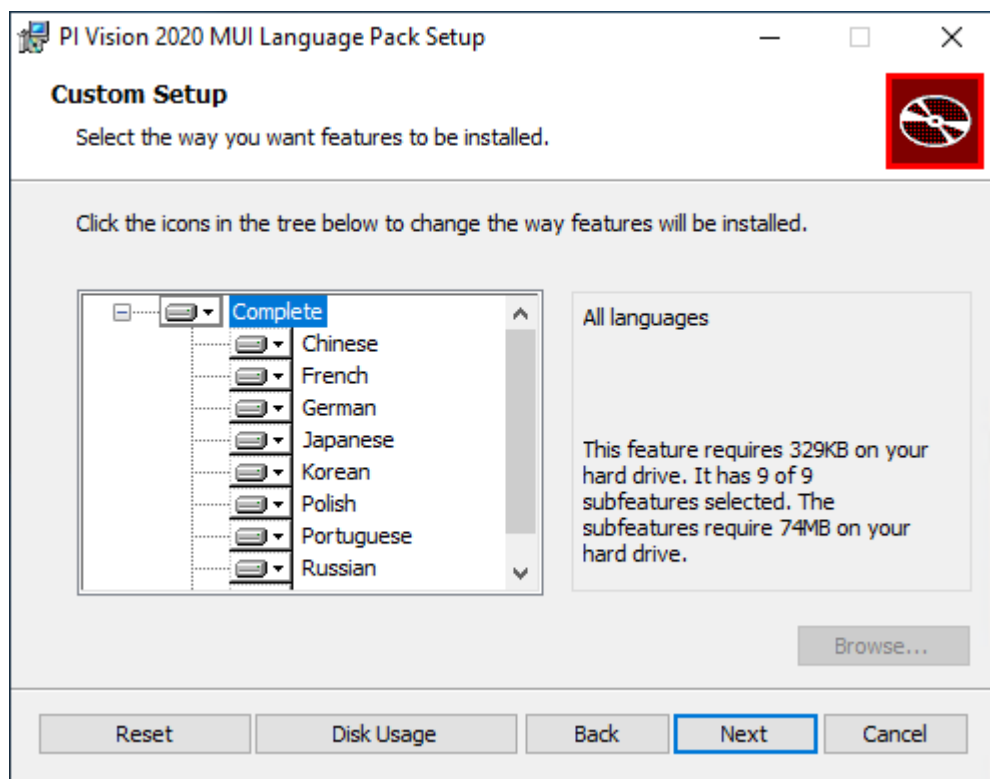 PI Vision 2020 MUI Language Pack Setup
Custom Setup
Select the way you want features to be installed.
Click the icons in the tree below to change the way features will be installed.
Complete
Chinese
French
German
Japanese
Korean
Polish
Portuguese
Russian
All languages
This feature requires 329KB on your
hard drive. It has 9 of 9
subfeatures selected. The
subfeatures require 74MB on your
hard drive.
Browse...
Reset
Disk Usage
Back
Next
Cancel